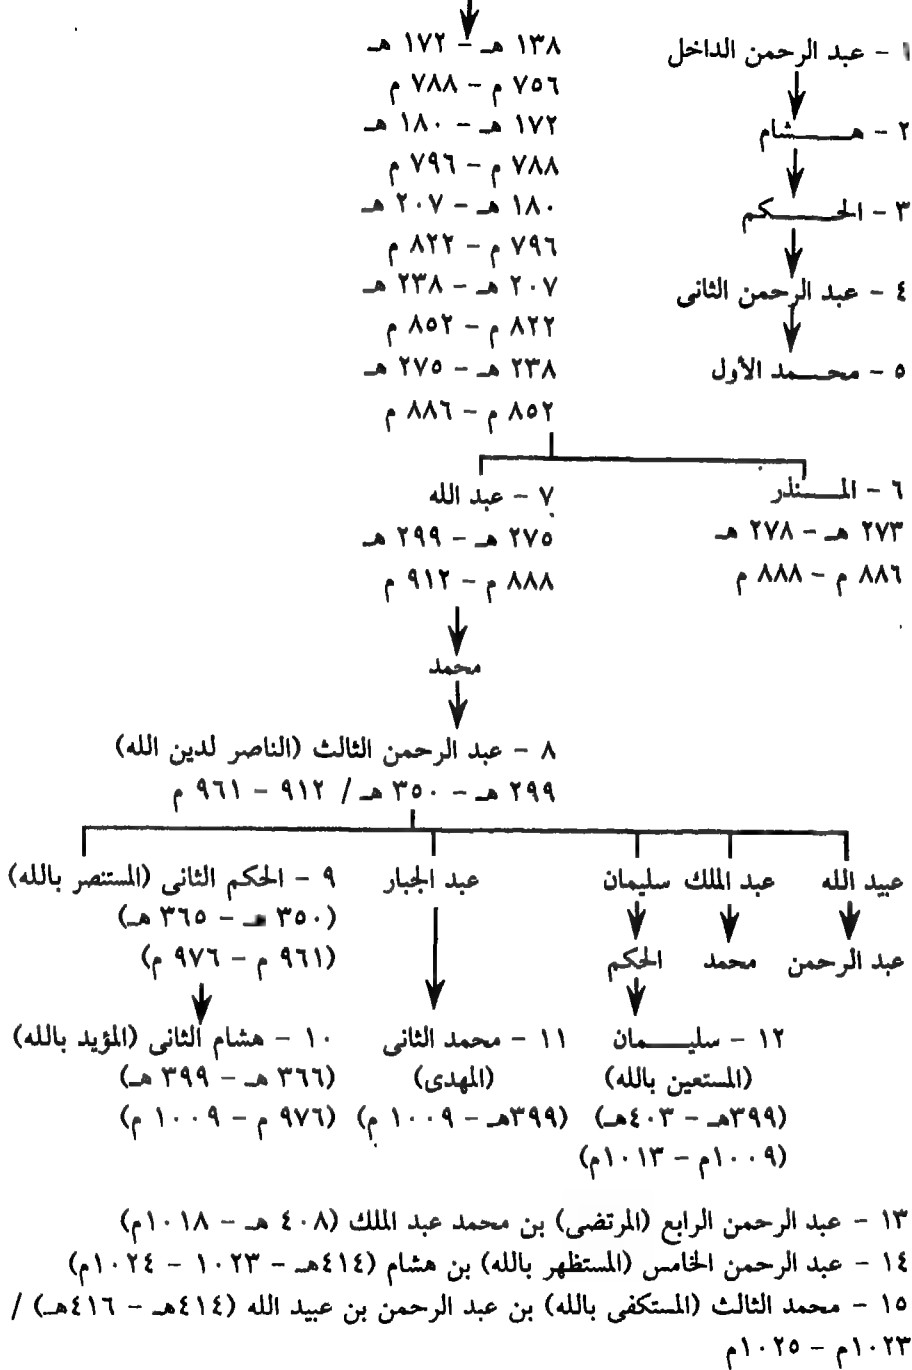 ١ - عبد الرحمن الداخل ١٣٨ هـ - ١٧٢ هـ
٧٥٦ م - ٧٨٨ م
٢ - هـــشام ١٧٢ هـ - ١٨٠ هـ
٧٨٨ م - ٧٩٦ م
٣ - الحـــكم ١٨٠ هـ - ٢٠٧ هـ
٧٩٦ م - ٨٢٢ م
٤ - عبد الرحمن الثانى ٢٠٧ هـ - ٢٣٨ هـ
٨٢٢ م - ٨٥٢ م
٥ - محـــمد الأول ٢٣٨ هـ - ٢٧٥ هـ
٨٥٢ م - ٨٨٦ م
٦ - المـــنذر ٧ - عبد الله
٢٧٣ هـ - ٢٧٨ هـ ٢٧٥ هـ - ٢٩٩ هـ
٨٨٦ م - ٨٨٨ م ٨٨٨ م - ٩١٢ م
محمد
٨ - عبد الرحمن الثالث (الناصر لدين الله)
٢٩٩ هـ - ٣٥٠ هـ / ٩١٢ - ٩٦١ م
عبيد الله عبد الملك سليمان عبد الجبار ٩ - الحكم الثانى (المستنصر بالله)
(٣٥٠ هـ - ٣٦٥ هـ)
عبد الرحمن محمد الحكم (٩٦١ م - ٩٧٦ م)
١٢ - سليـــمان ١١ - محمد الثانى ١٠ - هشام الثانى (المؤيد بالله)
(المستعين بالله) (المهدى) (٣٦٦ هـ - ٣٩٩ هـ)
(٣٩٩هـ - ٤٠٣هـ) (٣٩٩هـ - ١٠٠٩ م) (٩٧٦ م - ١٠٠٩ م)
(١٠٠٩م - ١٠١٣م)
١٣ - عبد الرحمن الرابع (المرتضى) بن محمد عبد الملك (٤٠٨ هـ - ١٠١٨م)
١٤ - عبد الرحمن الخامس (المستظهر بالله) بن هشام (٤١٤هـ - ١٠٢٣ - ١٠٢٤م)
١٥ - محمد الثالث (المستكفى بالله) بن عبد الرحمن بن عبيد الله (٤١٤هـ - ٤١٦هـ) /
١٠٢٣م - ١٠٢٥م